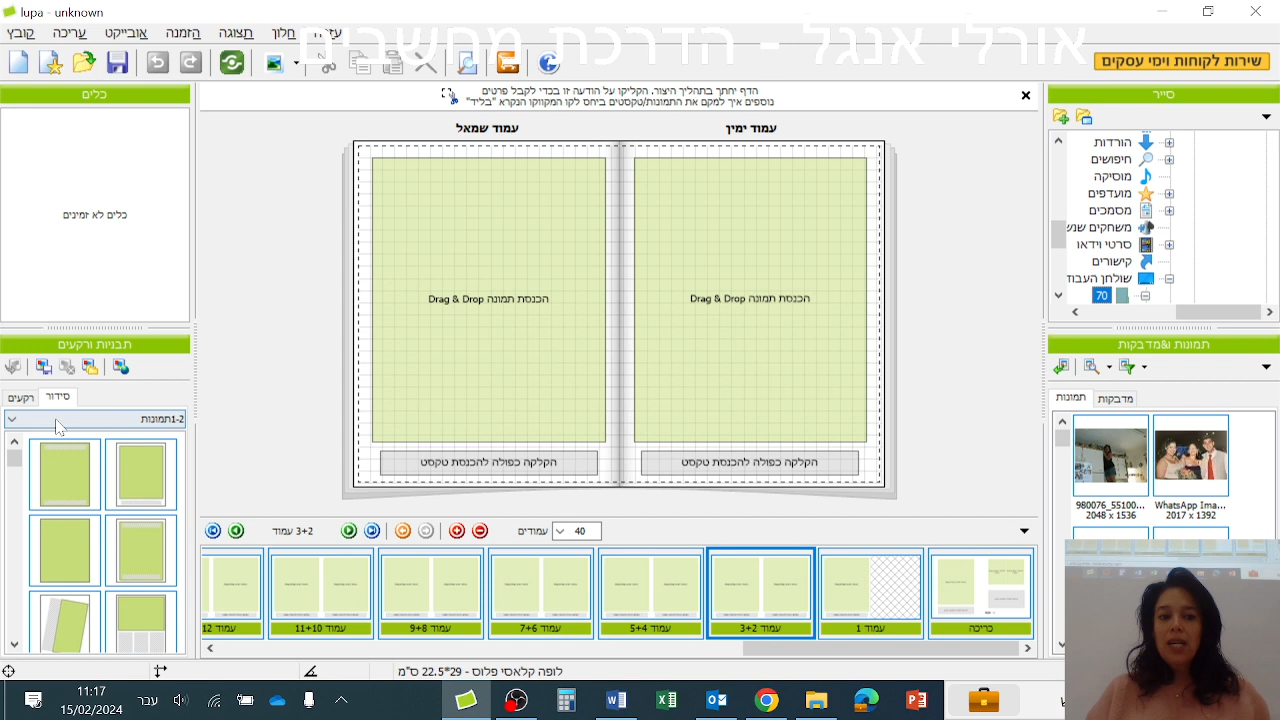 lupa - unknown
קובץ עריכה אובייקט הזמנה תצוגה חלון
אורלי אנגל - הדרכת מחשבים
שירות לקוחות וימי עסקים
כלים
כלים לא זמינים
הדף יחתך בתהליך היצור. הקליקו על הודעה זו בכדי לקבל פרטים
נוספים איך למקם את התמונות/טקסטים ביחס לקו המקווקו הנקרא "בליד"
עמוד שמאל
עמוד ימין
הכנסת תמונה Drag & Drop
הכנסת תמונה Drag & Drop
הקלקה כפולה להכנסת טקסט
הקלקה כפולה להכנסת טקסט
סייר
הורדות
חיפושים
מוסיקה
מועדפים
מסמכים
משחקים שנש
סרטי וידאו
קישורים
שולחן העבוד
70
תבניות ורקעים
רקעים
סידור
1-2תמונות
תמונות &ומדבקות
תמונות
מדבקות
980076_55100...
2048 x 1536
WhatsApp Ima...
2017 x 1392
3+2 עמוד
עמודים
40
עמוד 12
עמוד 10+11
עמוד 8+9
עמוד 6+7
עמוד 4+5
עמוד 2+3
עמוד 1
כריכה
לופה קלאסי פלוס - 29*22.5 ס"מ
11:17
15/02/2024
עבר